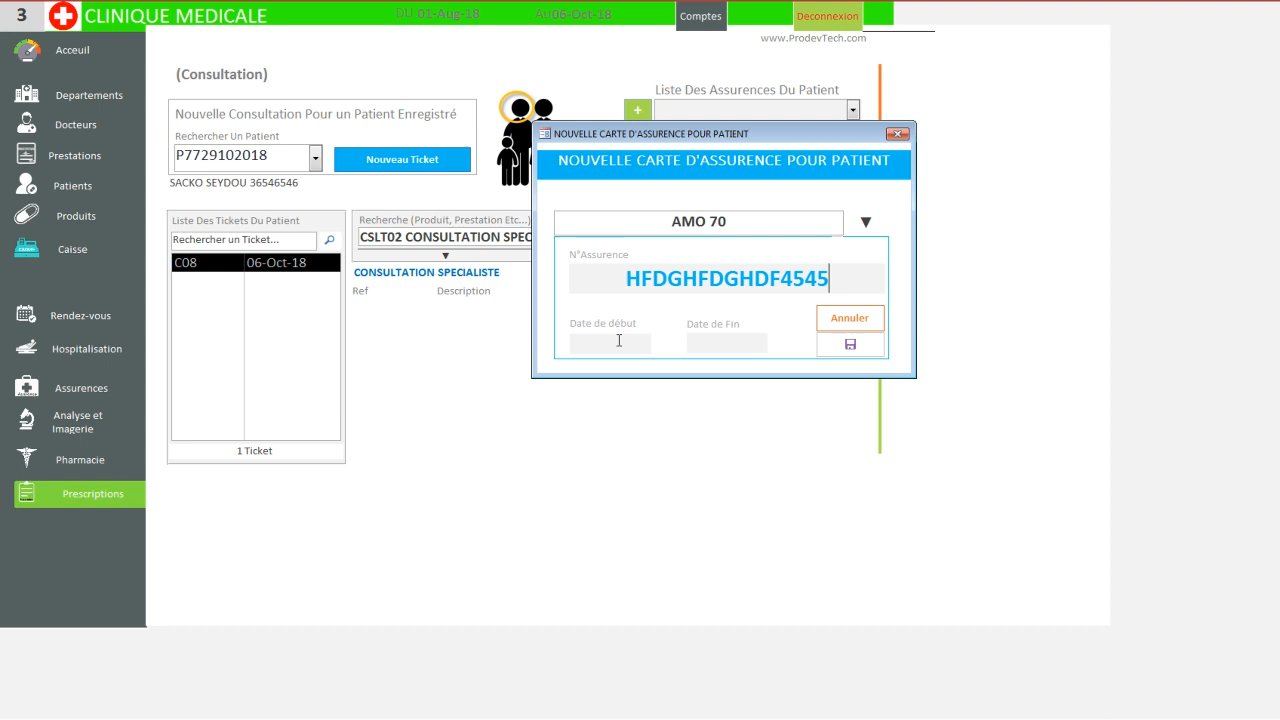 3
CLINIQUE MEDICALE
DU 01-Aug-18
Au06-Oct-18
Comptes
Deconnexion
www.ProdevTech.com
Acceuil
Departements
Docteurs
Prestations
Patients
Produits
Caisse
Rendez-vous
Hospitalisation
Assurences
Analyse et
Imagerie
Pharmacie
Prescriptions
(Consultation)
Nouvelle Consultation Pour un Patient Enregistré
Rechercher Un Patient
P7729102018
Nouveau Ticket
SACKO SEYDOU 36546546
Liste Des Assurences Du Patient
+
Liste Des Tickets Du Patient
Rechercher un Ticket...
C08 06-Oct-18
1 Ticket
Recherche (Produit, Prestation Etc...)
CSLT02 CONSULTATION SPEC
CONSULTATION SPECIALISTE
Ref Description
NOUVELLE CARTE D'ASSURENCE POUR PATIENT
NOUVELLE CARTE D'ASSURENCE POUR PATIENT
AMO 70
N°Assurence
HFDGHFDGHDF4545
Date de début
Date de Fin
Annuler